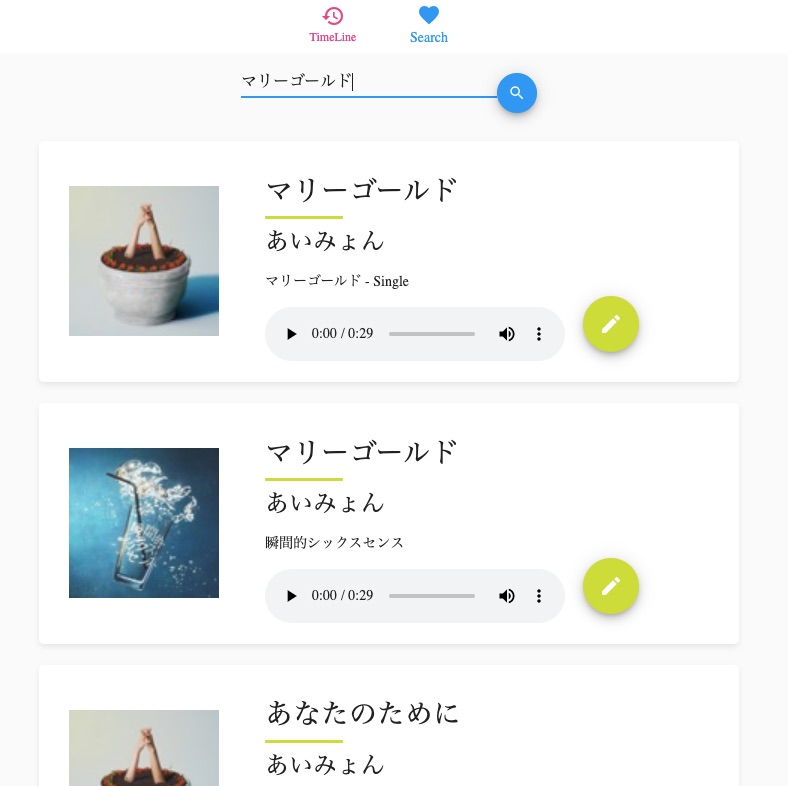 TimeLine
Search
マリーゴールド
マリーゴールド
あいみょん
マリーゴールド - Single
0:00 / 0:29
マリーゴールド
あいみょん
瞬間的シックスセンス
0:00 / 0:29
あなたのために
あいみょん